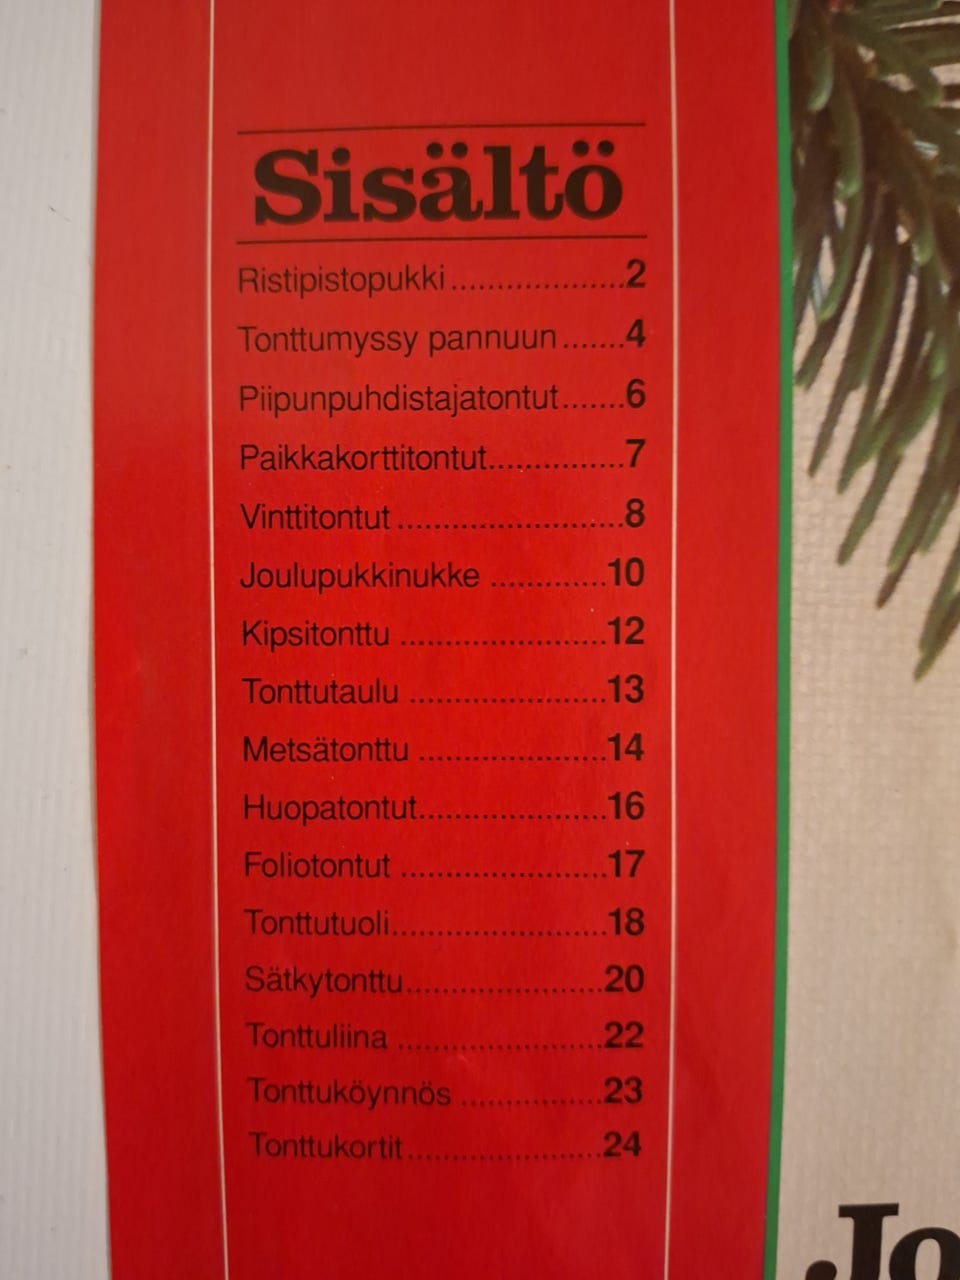 Sisältö
Ristipistopukki...................2
Tonttumyssy pannuun.......4
Piipunpuhdistajatontut.......6
Paikkakorttitontut...............7
Vinttitontut.........................8
Joulupukkinukke.............10
Kipsitonttu.......................12
Tonttutaulu......................13
Metsätonttu.....................14
Huopatontut.....................16
Foliotontut.......................17
Tonttutuoli........................18
Sätkytonttu......................20
Tonttuliina.......................22
Tonttuköynnös................23
Tonttukortit......................24
Jo